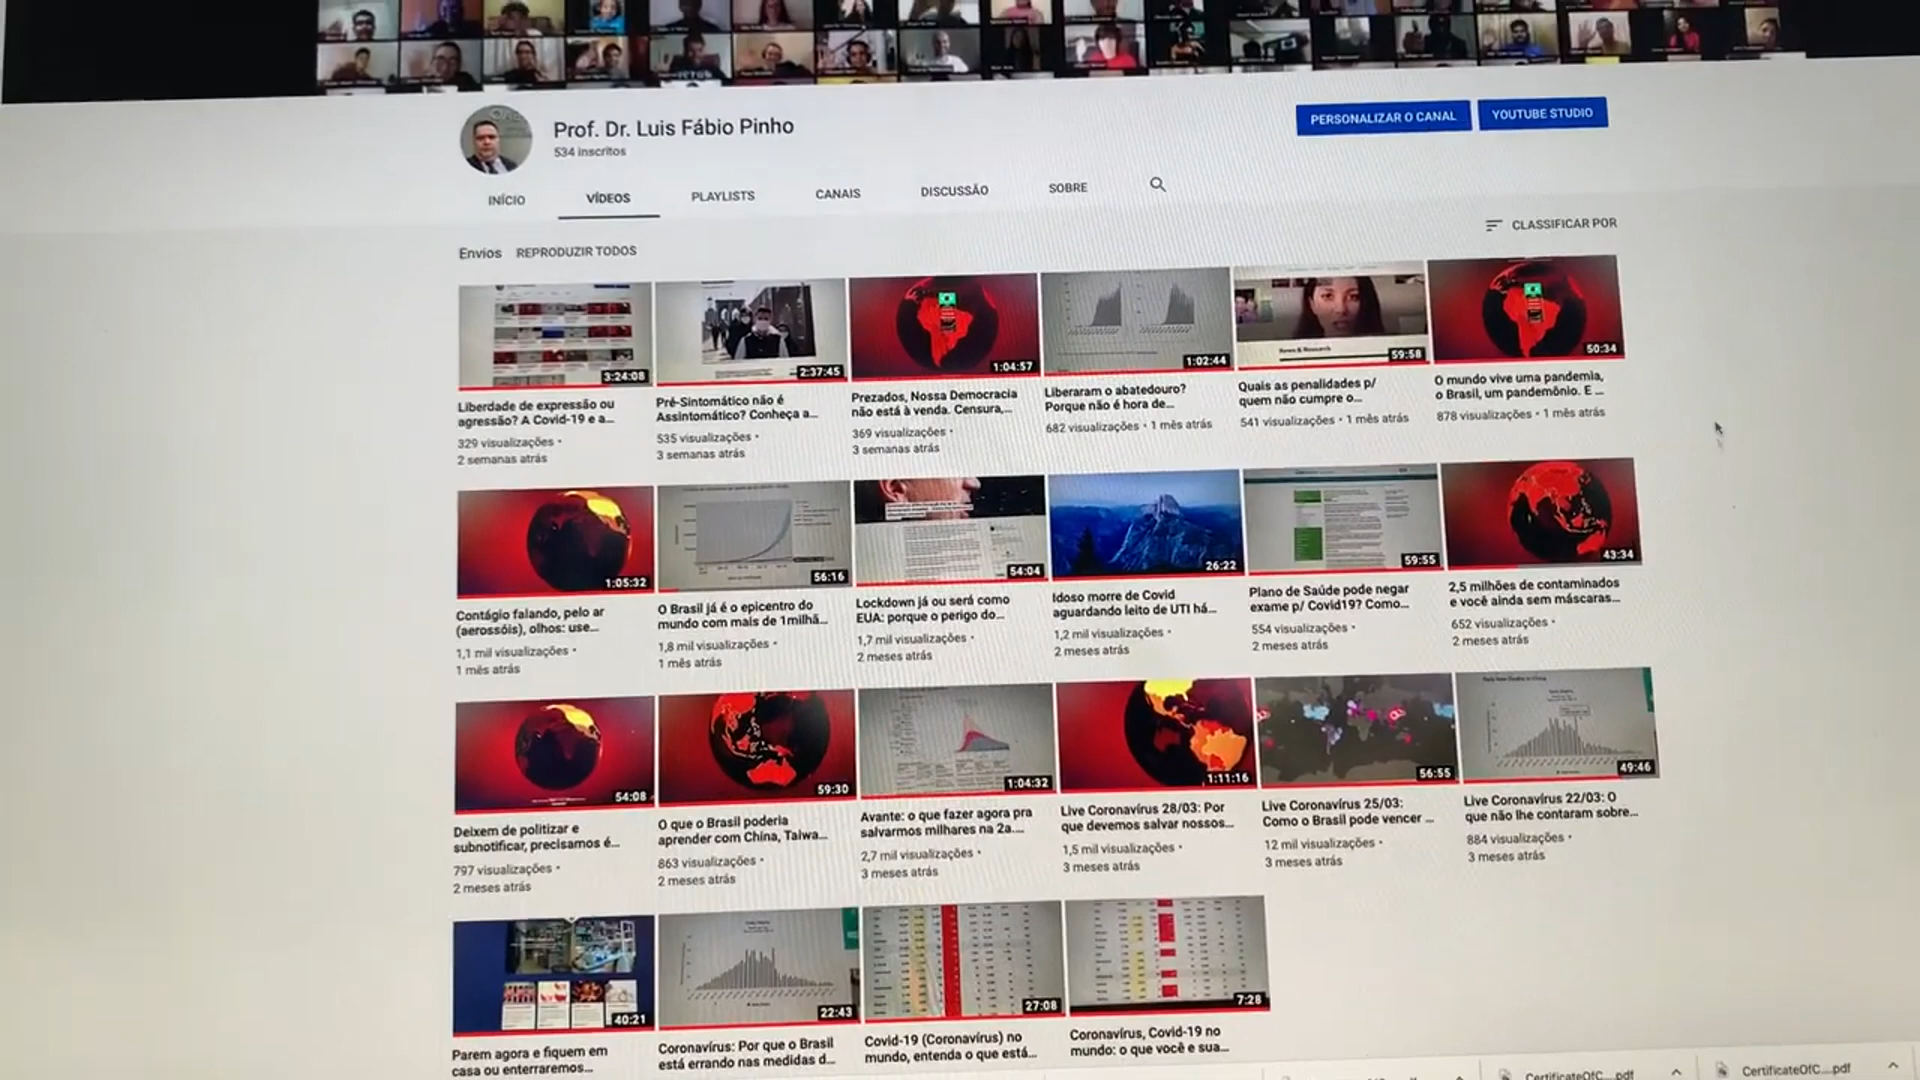 Prof. Dr. Luis Fábio Pinho
534 inscritos
PERSONALIZAR O CANAL
YOUTUBE STUDIO
INÍCIO
VÍDEOS
PLAYLISTS
CANAIS
DISCUSSÃO
SOBRE
CLASSIFICAR POR
Envios
REPRODUZIR TODOS
3:24:08
2:37:45
1:04:57
1:02:44
News & Research
59:58
50:34
Liberdade de expressão ou
agressão? A Covid-19 e a...
329 visualizações •
2 semanas atrás
Pré-Sintomático não é
Assintomático? Conheça a...
535 visualizações •
3 semanas atrás
Prezados, Nossa Democracia
não está à venda. Censura,...
369 visualizações •
3 semanas atrás
Liberaram o abatedouro?
Porque não é hora de...
682 visualizações • 1 mês atrás
Quais as penalidades p/
quem não cumpre o...
541 visualizações • 1 mês atrás
O mundo vive uma pandemia,
o Brasil, um pandemônio. E ...
878 visualizações • 1 mês atrás
1:05:32
56:16
54:04
26:22
59:55
43:34
Contágio falando, pelo ar
(aerossóis), olhos: use...
1,1 mil visualizações •
1 mês atrás
O Brasil já é o epicentro do
mundo com mais de 1milhã...
1,8 mil visualizações •
1 mês atrás
Lockdown já ou será como
EUA: porque o perigo do...
1,7 mil visualizações •
2 meses atrás
Idoso morre de Covid
aguardando leito de UTI há...
1,2 mil visualizações •
2 meses atrás
Plano de Saúde pode negar
exame p/ Covid19? Como...
554 visualizações •
2 meses atrás
2,5 milhões de contaminados
e você ainda sem máscaras...
652 visualizações •
2 meses atrás
54:08
59:30
1:04:32
1:11:16
56:55
49:46
Deixem de politizar e
subnotificar, precisamos é...
797 visualizações •
2 meses atrás
O que o Brasil poderia
aprender com China, Taiwa...
863 visualizações •
2 meses atrás
Avante: o que fazer agora pra
salvarmos milhares na 2a....
2,7 mil visualizações •
3 meses atrás
Live Coronavírus 28/03: Por
que devemos salvar nossos...
1,5 mil visualizações •
3 meses atrás
Live Coronavírus 25/03:
Como o Brasil pode vencer ...
12 mil visualizações •
3 meses atrás
Live Coronavírus 22/03: O
que não lhe contaram sobre...
884 visualizações •
3 meses atrás
40:21
22:43
27:08
7:28
Parem agora e fiquem em
casa ou enterraremos...
Coronavírus: Por que o Brasil
está errando nas medidas d...
Covid-19 (Coronavírus) no
mundo, entenda o que está...
Coronavírus, Covid-19 no
mundo: o que você e sua...
CertificateOfC....pdf
CertificateOfC....pdf